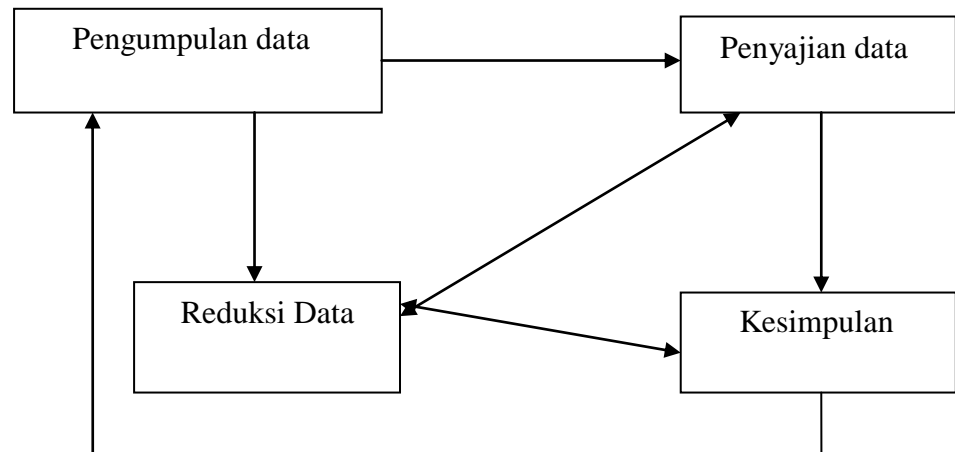 Pengumpulan data
Penyajian data
Reduksi Data
Kesimpulan